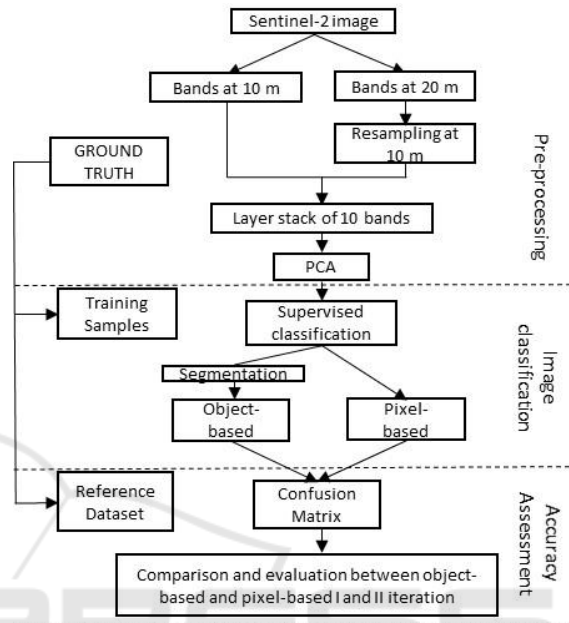 Sentinel-2 image
Bands at 10 m
Bands at 20 m
Resampling at
10 m
GROUND
TRUTH
Layer stack of 10 bands
PCA
Pre-processing
Training
Samples
Supervised
classification
Segmentation
Object-
based
Pixel-
based
Image
classification
Reference
Dataset
Confusion
Matrix
Accuracy
Assessment
Comparison and evaluation between object-
based and pixel-based I and II iteration